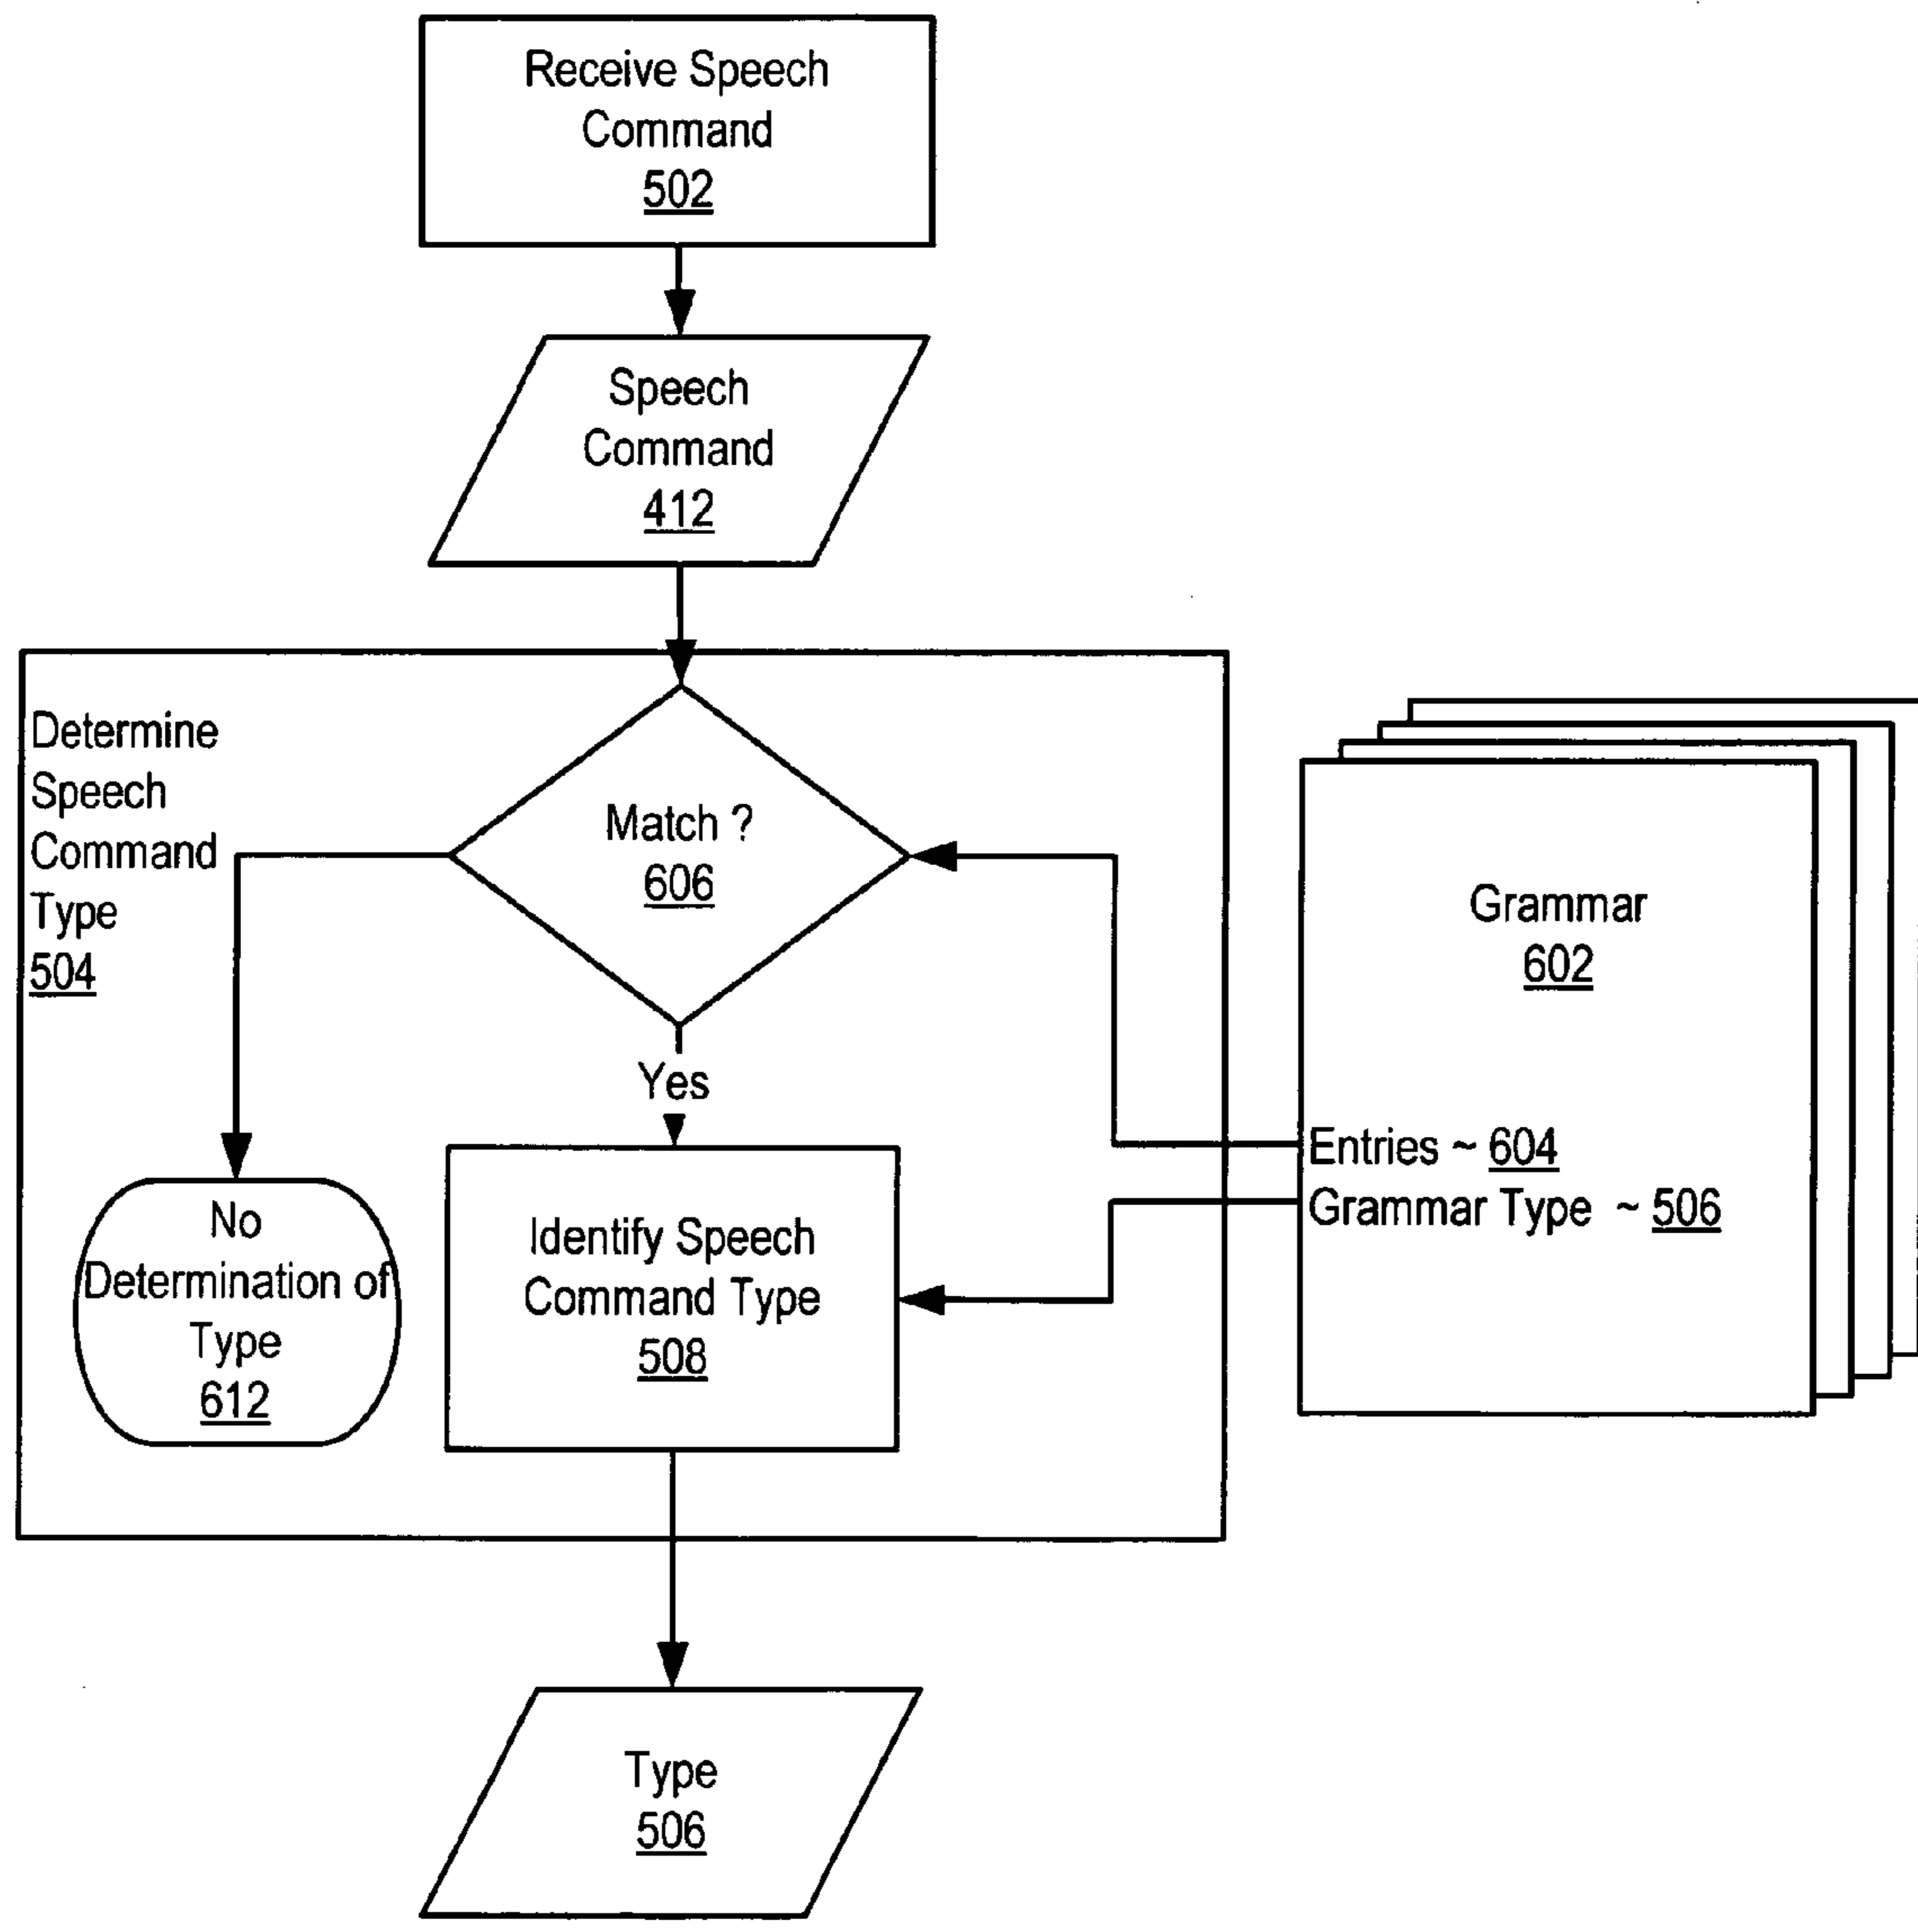 Receive Speech
Command
502
Speech
Command
412
Determine
Speech
Command
Type
504
Match ?
606
Yes
Grammar
602
Entries ~ 604
Grammar Type ~ 506
No
Determination of
Type
612
Identify Speech
Command Type
508
Type
506